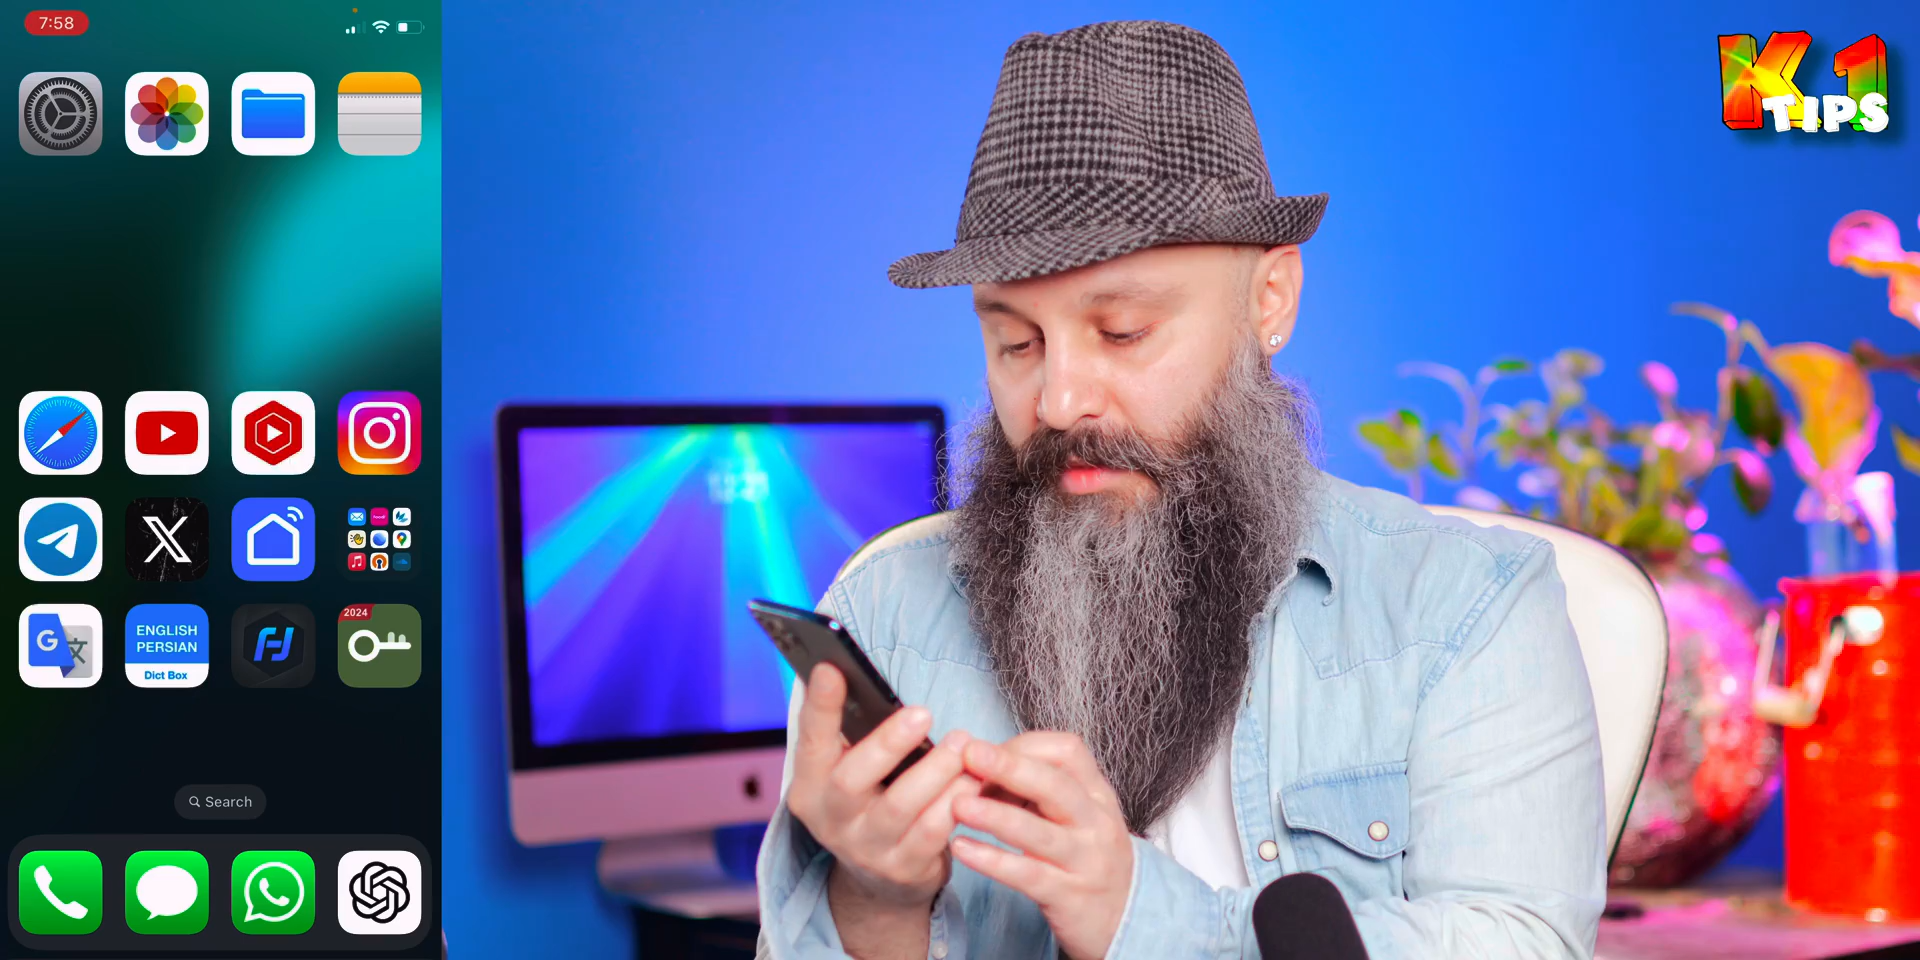 7:58
2024
ENGLISH
PERSIAN
Dict Box
Search
K1
TIPS